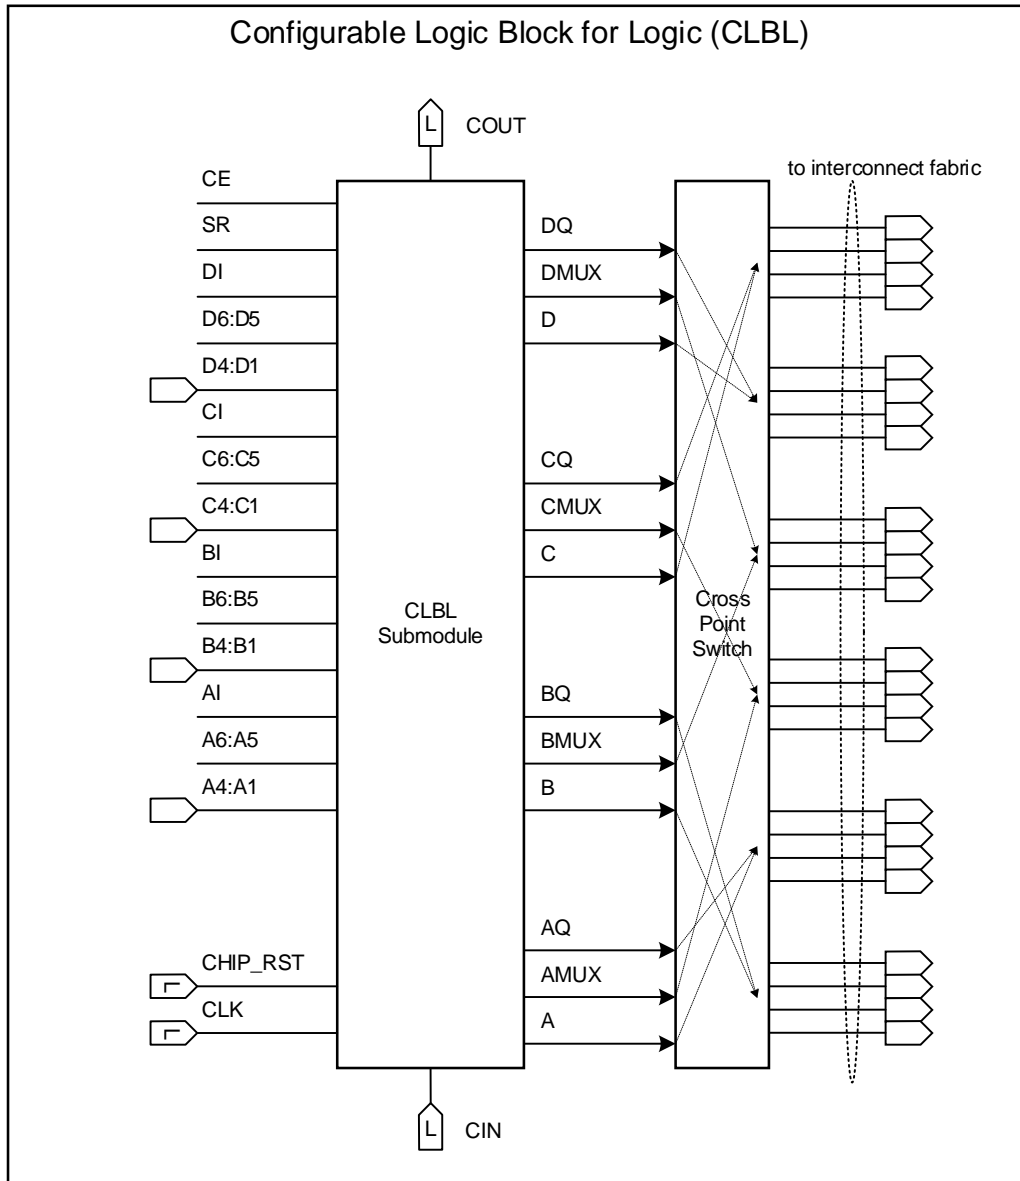 Configurable Logic Block for Logic (CLBL)
L COUT
to interconnect fabric
CE
SR
DI
D6:D5
D4:D1
CI
C6:C5
C4:C1
BI
B6:B5
B4:B1
AI
A6:A5
A4:A1
L CHIP_RST
L CLK
CLBL
Submodule
DQ
DMUX
D
CQ
CMUX
C
BQ
BMUX
B
AQ
AMUX
A
Cross
Point
Switch
L CIN